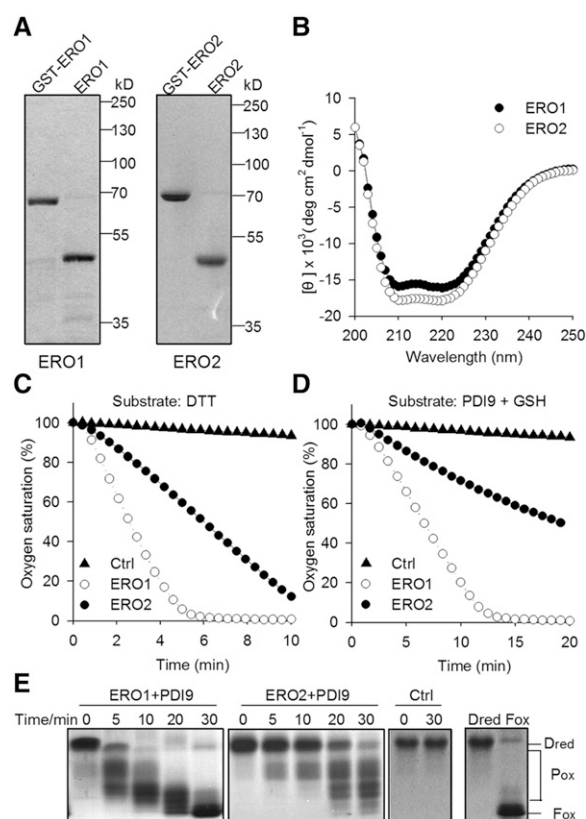 A
GST-ERO1 ERO1 kD
250
130
100
70
55
35
ERO1
GST-ERO2 ERO2 kD
250
130
100
70
55
35
ERO2
B
ERO1
ERO2
[θ] x 10³ (deg cm² dmol⁻¹)
10
5
0
-5
-10
-15
-20
200 210 220 230 240 250
Wavelength (nm)
C
Substrate: DTT
Oxygen saturation (%)
100
80
60
40
20
0
Ctrl
ERO1
ERO2
0 2 4 6 8 10
Time (min)
D
Substrate: PDI9 + GSH
Oxygen saturation (%)
100
80
60
40
20
0
Ctrl
ERO1
ERO2
0 5 10 15 20
Time (min)
E
ERO1+PDI9 ERO2+PDI9 Ctrl
Time/min 0 5 10 20 30 0 5 10 20 30 0 30 Dred Fox
Dred
Pox
Fox